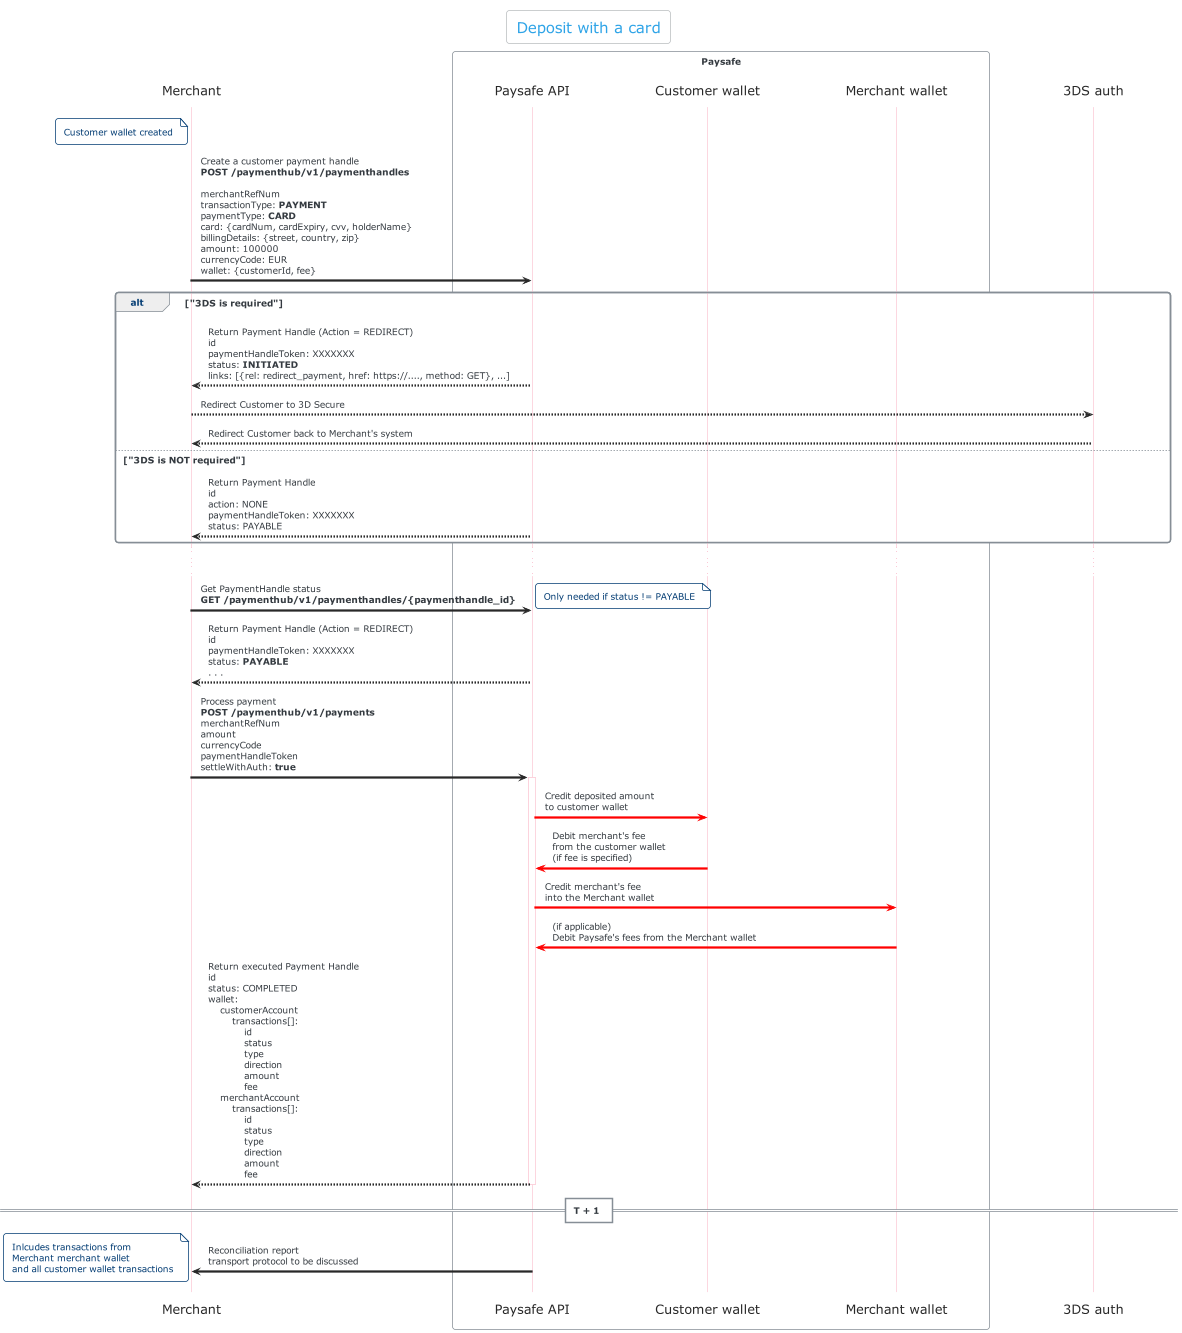 Deposit with a card
Paysafe
Merchant
Paysafe API
Customer wallet
Merchant wallet
3DS auth
Customer wallet created
Create a customer payment handle
POST /paymenthub/v1/paymenthandles
merchantRefNum
transactionType: PAYMENT
paymentType: CARD
card: {cardNum, cardExpiry, cvv, holderName}
billingDetails: {street, country, zip}
amount: 100000
currencyCode: EUR
wallet: {customerId, fee}
alt
["3DS is required"]
Return Payment Handle (Action = REDIRECT)
id
paymentHandleToken: XXXXXXX
status: INITIATED
links: [{rel: redirect_payment, href: https://...., method: GET}, ...]
Redirect Customer to 3D Secure
Redirect Customer back to Merchant's system
["3DS is NOT required"]
Return Payment Handle
id
action: NONE
paymentHandleToken: XXXXXXX
status: PAYABLE
Get PaymentHandle status
GET /paymenthub/v1/paymenthandles/{paymenthandle_id}
Only needed if status != PAYABLE
Return Payment Handle (Action = REDIRECT)
id
paymentHandleToken: XXXXXXX
status: PAYABLE
. . .
Process payment
POST /paymenthub/v1/payments
merchantRefNum
amount
currencyCode
paymentHandleToken
settleWithAuth: true
Credit deposited amount
to customer wallet
Debit merchant's fee
from the customer wallet
(if fee is specified)
Credit merchant's fee
into the Merchant wallet
(if applicable)
Debit Paysafe's fees from the Merchant wallet
Return executed Payment Handle
id
status: COMPLETED
wallet:
customerAccount
transactions[]:
id
status
type
direction
amount
fee
merchantAccount
transactions[]:
id
status
type
direction
amount
fee
T + 1
Inlcudes transactions from
Merchant merchant wallet
and all customer wallet transactions
Reconciliation report
transport protocol to be discussed
Merchant
Paysafe API
Customer wallet
Merchant wallet
3DS auth